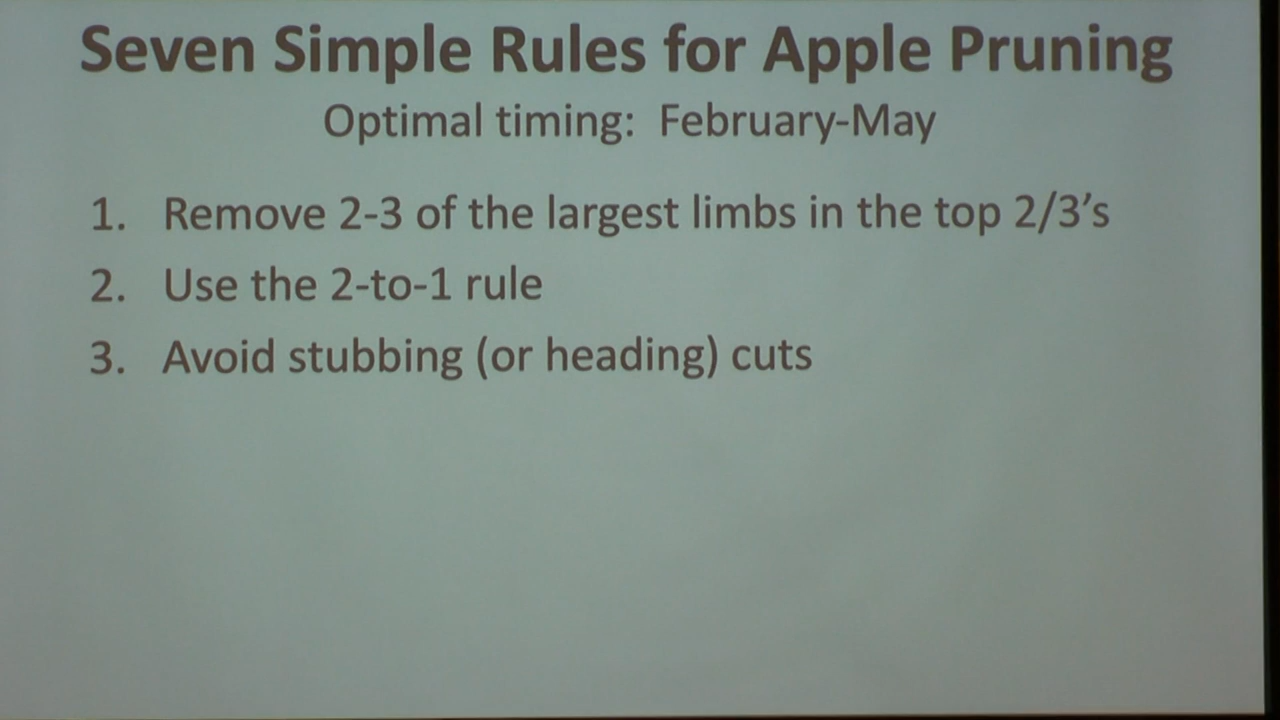 Seven Simple Rules for Apple Pruning
Optimal timing: February-May
1. Remove 2-3 of the largest limbs in the top 2/3's
2. Use the 2-to-1 rule
3. Avoid stubbing (or heading) cuts